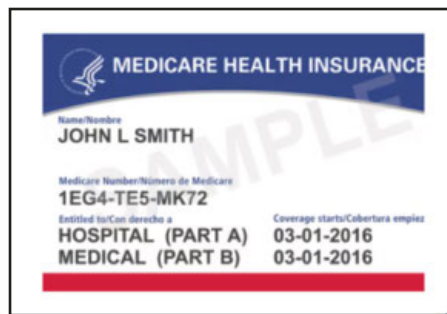 MEDICARE HEALTH INSURANCE
Name/Nombre
JOHN L SMITH
Medicare Number/Número de Medicare
1EG4-TE5-MK72
Entitled to/Con derecho a Coverage starts/Cobertura empiez
HOSPITAL (PART A) 03-01-2016
MEDICAL (PART B) 03-01-2016
SAMPLE